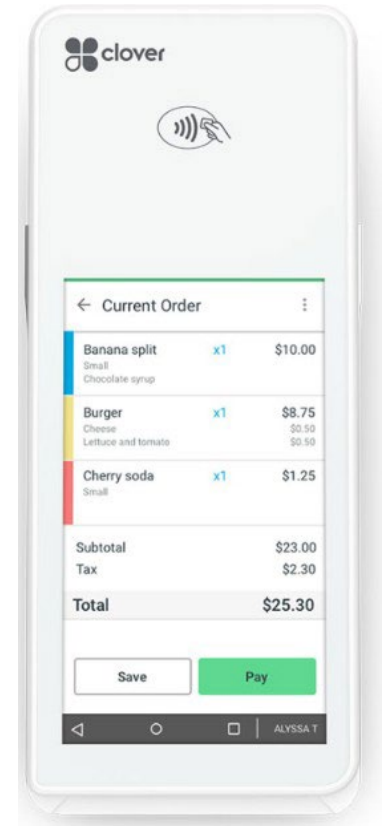 clover
Current Order
Banana split x1 $10.00
Small
Chocolate syrup
Burger x1 $8.75
Cheese $0.50
Lettuce and tomato $0.50
Cherry soda x1 $1.25
Small
Subtotal $23.00
Tax $2.30
Total $25.30
Save Pay
ALYSSA T